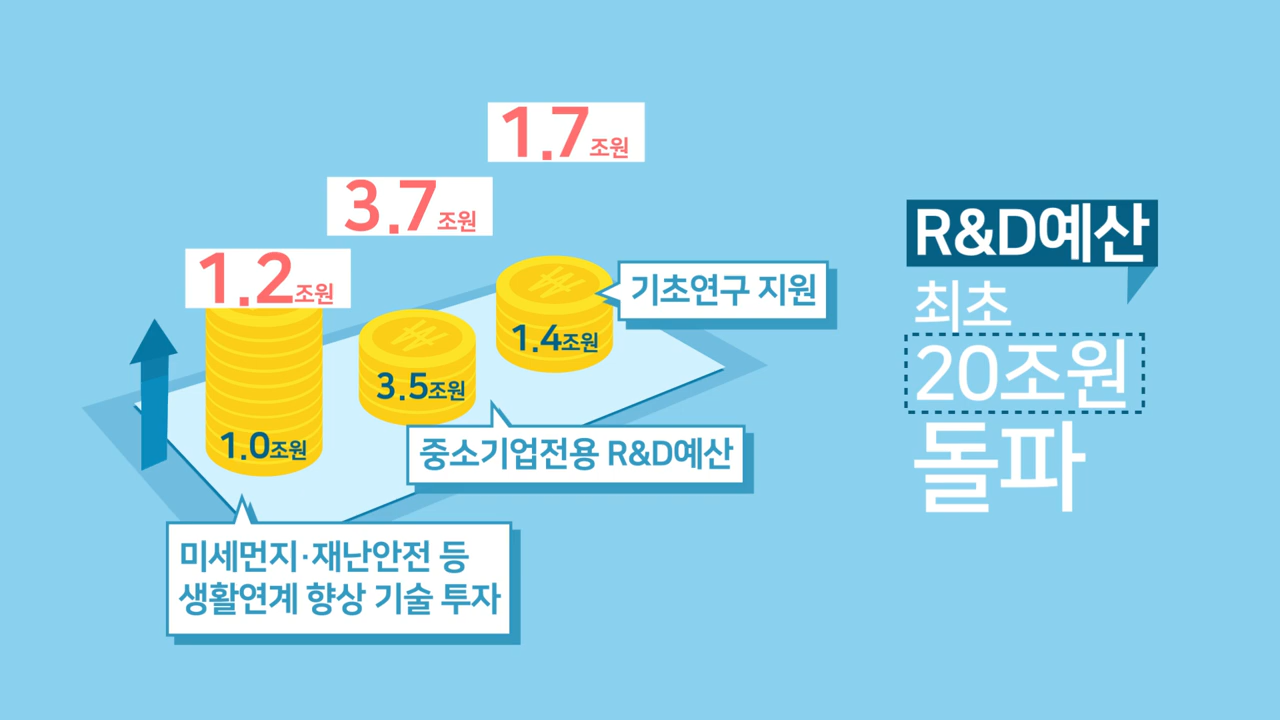 1.7조원
3.7조원
1.2조원
기초연구 지원
1.4조원
3.5조원
1.0조원
중소기업전용 R&D예산
미세먼지·재난안전 등
생활연계 향상 기술 투자
R&D예산
최초
20조원
돌파